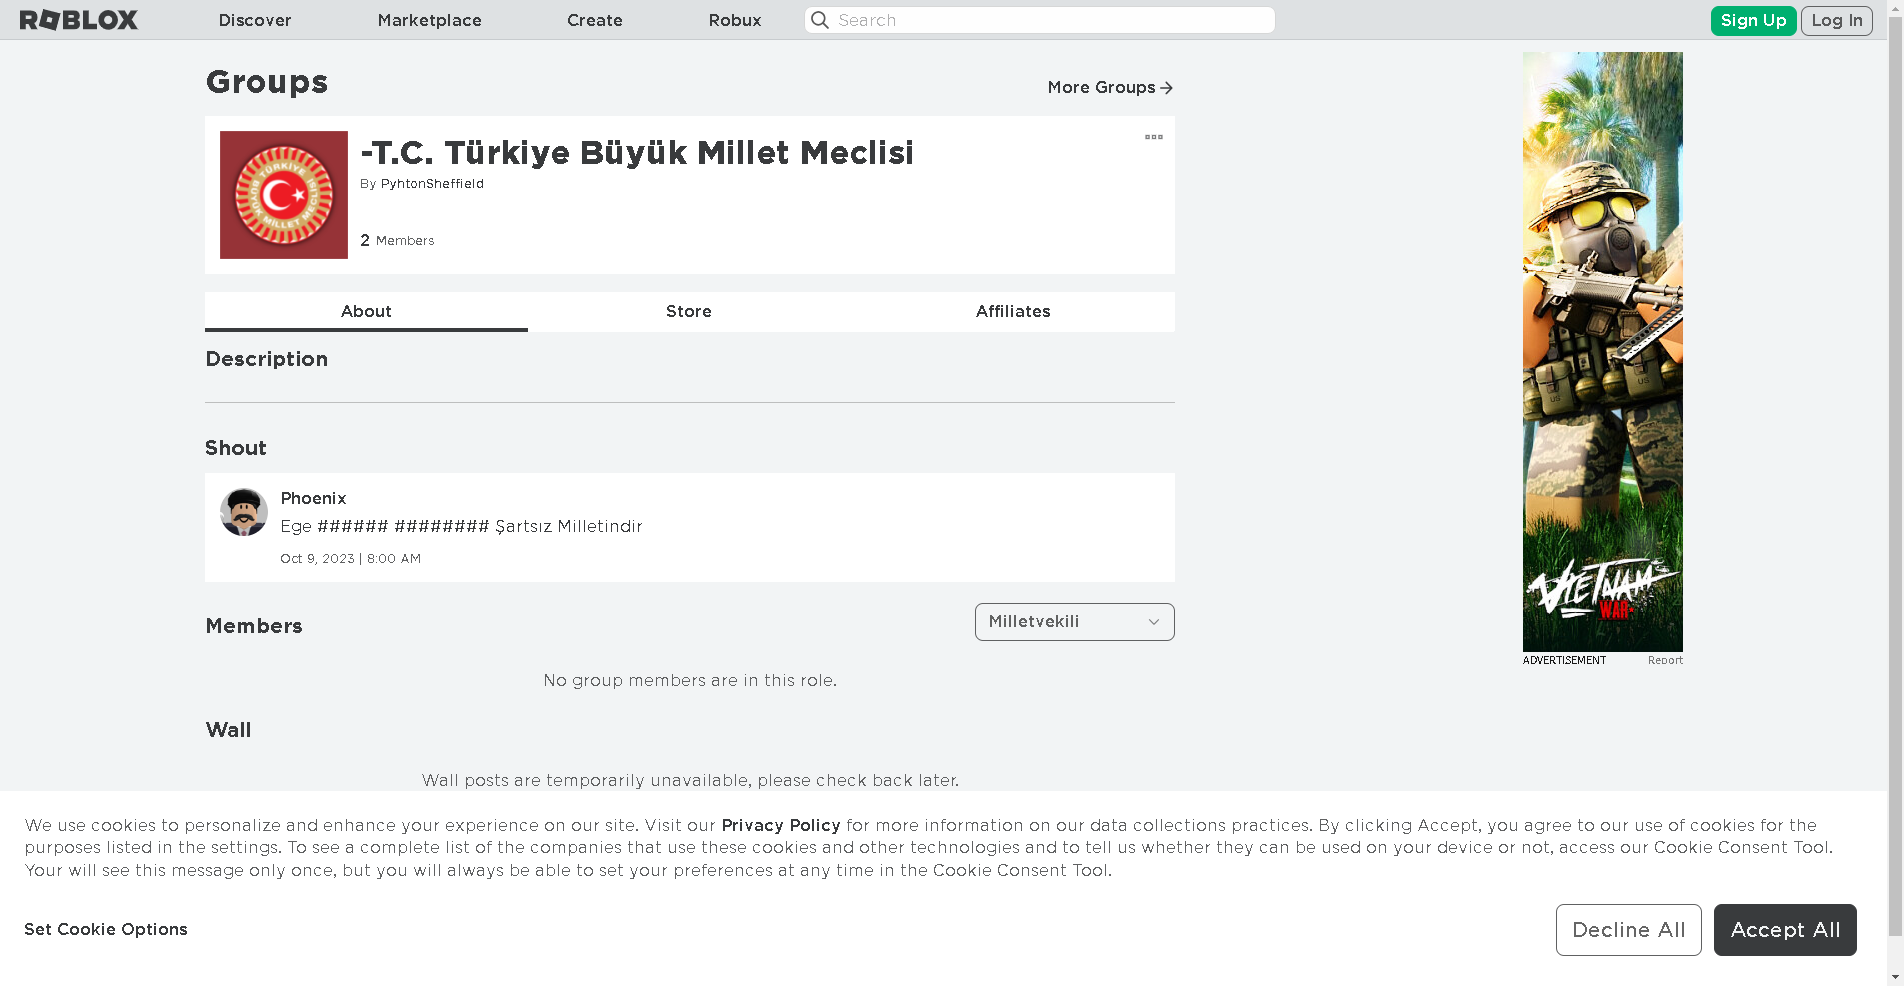 ROBLOX Discover Marketplace Create Robux Search Sign Up Log In
Groups
More Groups
-T.C. Türkiye Büyük Millet Meclisi
By PyhtonSheffield
2 Members
TÜRKİYE BÜYÜK MİLLET MECLİSİ
About Store Affiliates
Description
Shout
Phoenix
Ege ###### ######## Şartsız Milletindir
Oct 9, 2023 | 8:00 AM
Members
Milletvekili
No group members are in this role.
Wall
Wall posts are temporarily unavailable, please check back later.
US
US
VIETNAM
WAR
ADVERTISEMENT Report
We use cookies to personalize and enhance your experience on our site. Visit our Privacy Policy for more information on our data collections practices. By clicking Accept, you agree to our use of cookies for the
purposes listed in the settings. To see a complete list of the companies that use these cookies and other technologies and to tell us whether they can be used on your device or not, access our Cookie Consent Tool.
Your will see this message only once, but you will always be able to set your preferences at any time in the Cookie Consent Tool.
Set Cookie Options
Decline All Accept All